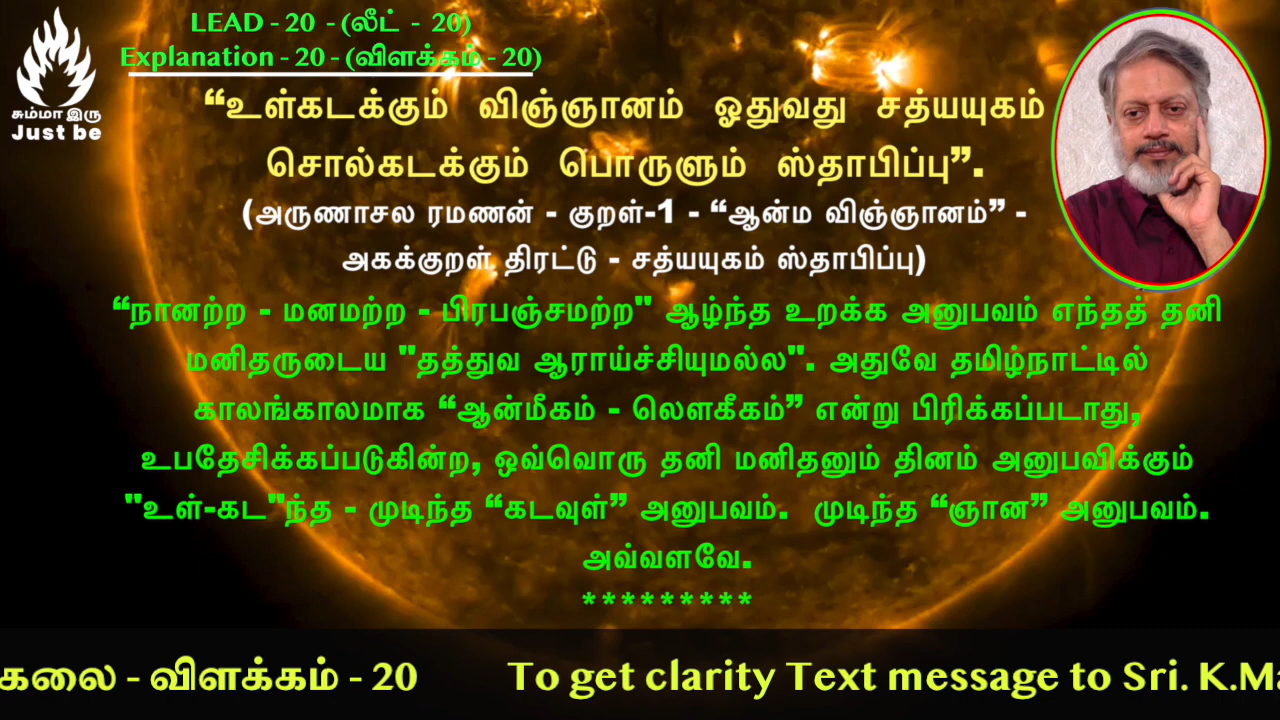 LEAD - 20 - (லீட் - 20)
Explanation - 20 - (விளக்கம் - 20)
சும்மா இரு
Just be
“உள்கடக்கும் விஞ்ஞானம் ஓதுவது சத்யயுகம்
சொல்கடக்கும் பொருளும் ஸ்தாபிப்பு”.
(அருணாசல ரமணன் - குறள்-1 - “ஆன்ம விஞ்ஞானம்” -
அகக்குறள் திரட்டு - சத்யயுகம் ஸ்தாபிப்பு)
“நானற்ற - மனமற்ற - பிரபஞ்சமற்ற" ஆழ்ந்த உறக்க அனுபவம் எந்தத் தனி
மனிதருடைய "தத்துவ ஆராய்ச்சியுமல்ல". அதுவே தமிழ்நாட்டில்
காலங்காலமாக “ஆன்மீகம் - லௌகீகம்” என்று பிரிக்கப்படாது,
உபதேசிக்கப்படுகின்ற, ஒவ்வொரு தனி மனிதனும் தினம் அனுபவிக்கும்
"உள்-கட"ந்த - முடிந்த “கடவுள்” அனுபவம். முடிந்த “ஞான” அனுபவம்.
அவ்வளவே.
*********
கலை - விளக்கம் - 20 To get clarity Text message to Sri. K.Ma